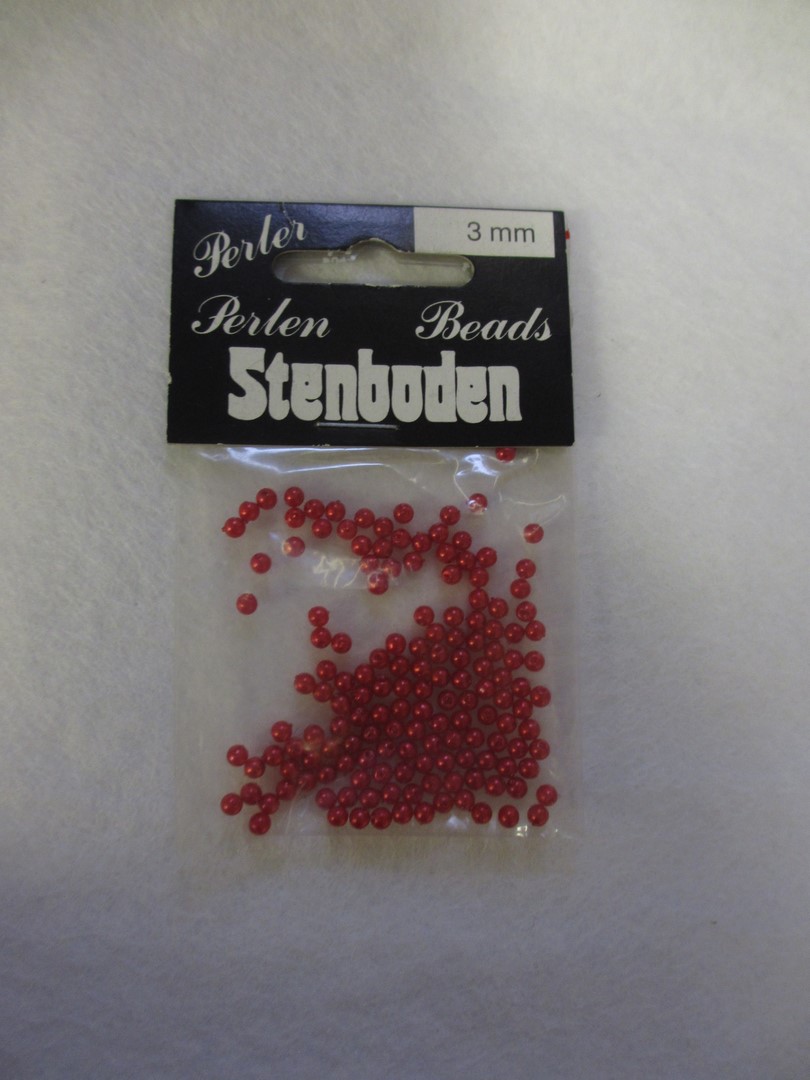 Perler
3 mm
Perlen Beads
Stenboden